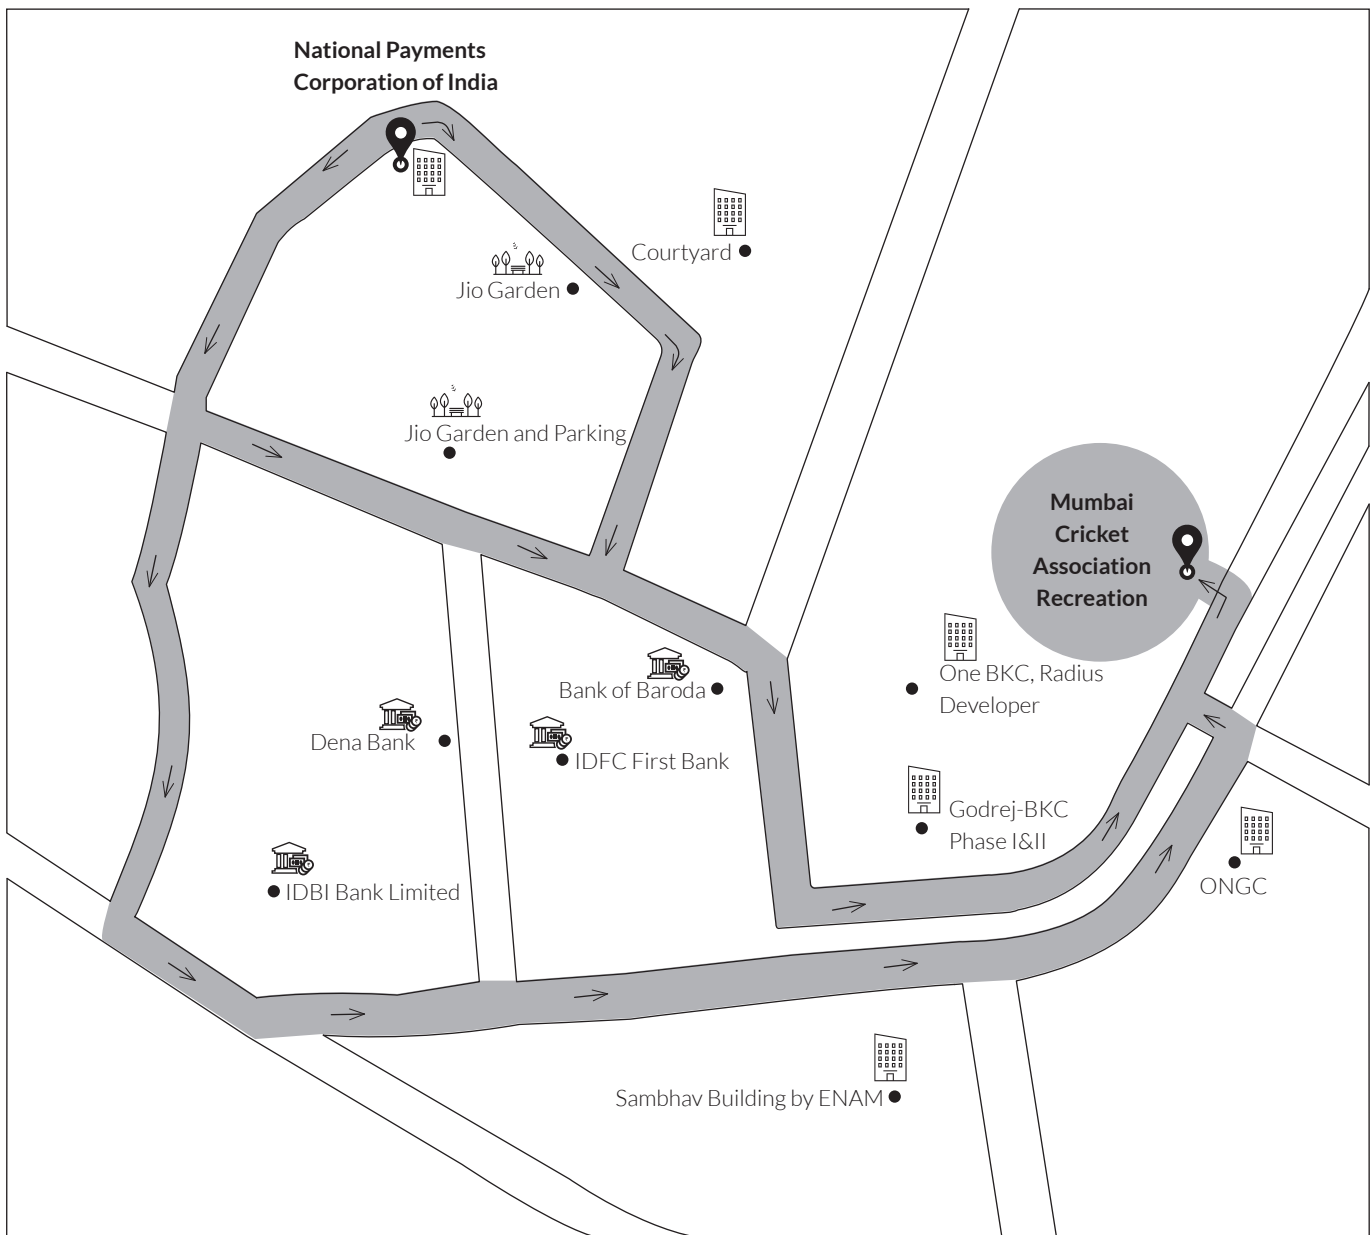 National Payments
Corporation of India
Courtyard
Jio Garden
Jio Garden and Parking
Mumbai
Cricket
Association
Recreation
One BKC, Radius
Developer
Bank of Baroda
Dena Bank
IDFC First Bank
Godrej-BKC
Phase I&II
ONGC
IDBI Bank Limited
Sambhav Building by ENAM